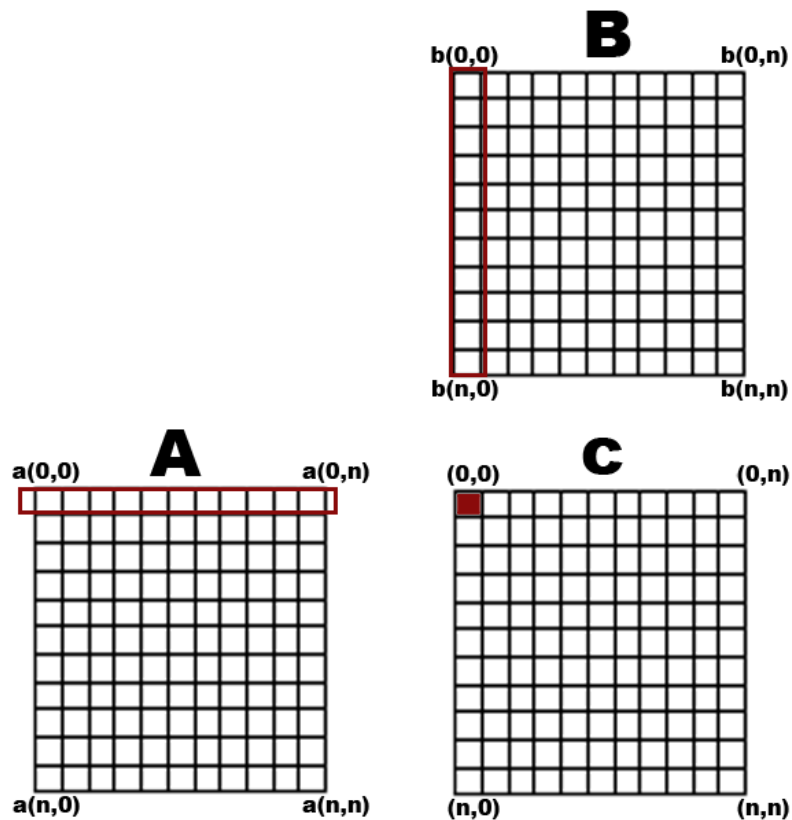 B
b(0,0) b(0,n)
b(n,0) b(n,n)
A
a(0,0) a(0,n)
a(n,0) a(n,n)
C
(0,0) (0,n)
(n,0) (n,n)